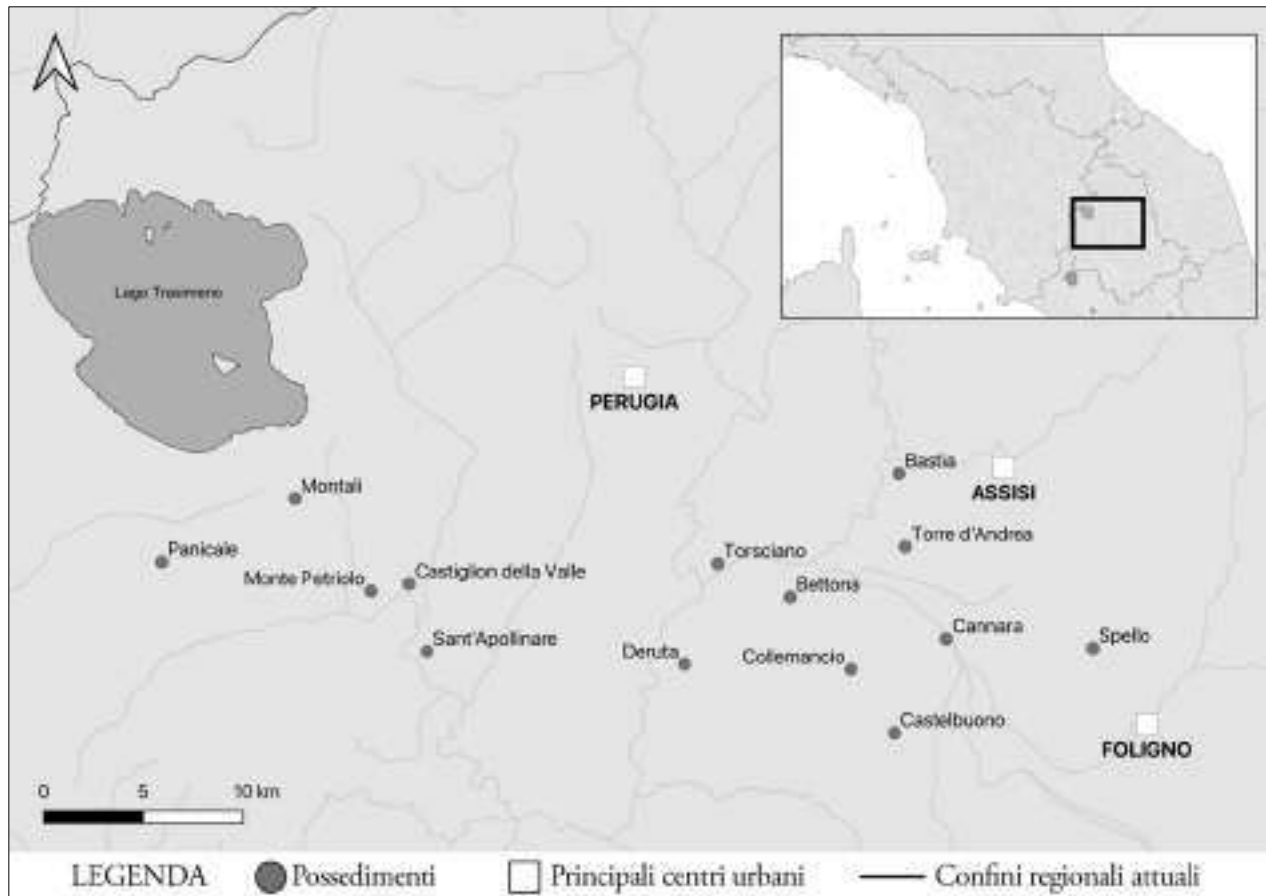 Lago Trasimeno
PERUGIA
Bastia
ASSISI
Montali
Torre d'Andrea
Panicale
Torsciano
Castiglion della Valle
Monte Petriolo
Bettona
Cannara
Sant'Apollinare
Spello
Deruta
Collemancio
Castelbuono
FOLIGNO
0 5 10 km
LEGENDA Possedimenti Principali centri urbani Confini regionali attuali